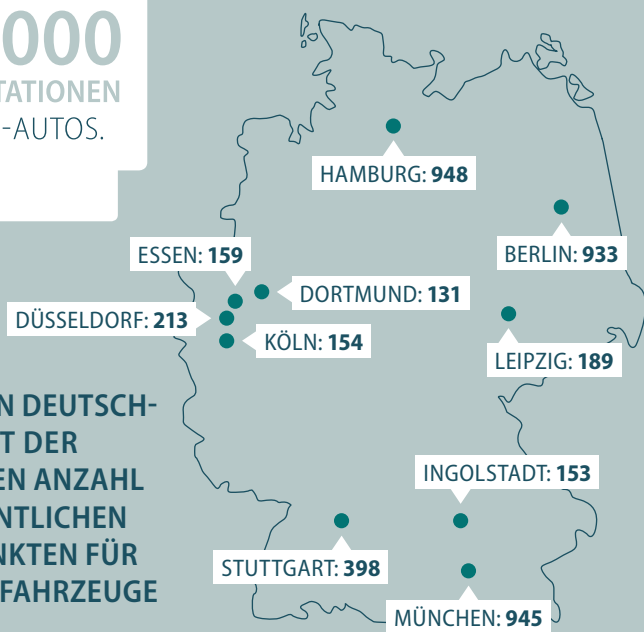 000
TATIONEN
-AUTOS.
HAMBURG: 948
ESSEN: 159
BERLIN: 933
DORTMUND: 131
DÜSSELDORF: 213
KÖLN: 154
LEIPZIG: 189
N DEUTSCH-
T DER
EN ANZAHL
NTLICHEN
NKTEN FÜR
FAHRZEUGE
INGOLSTADT: 153
STUTTGART: 398
MÜNCHEN: 945